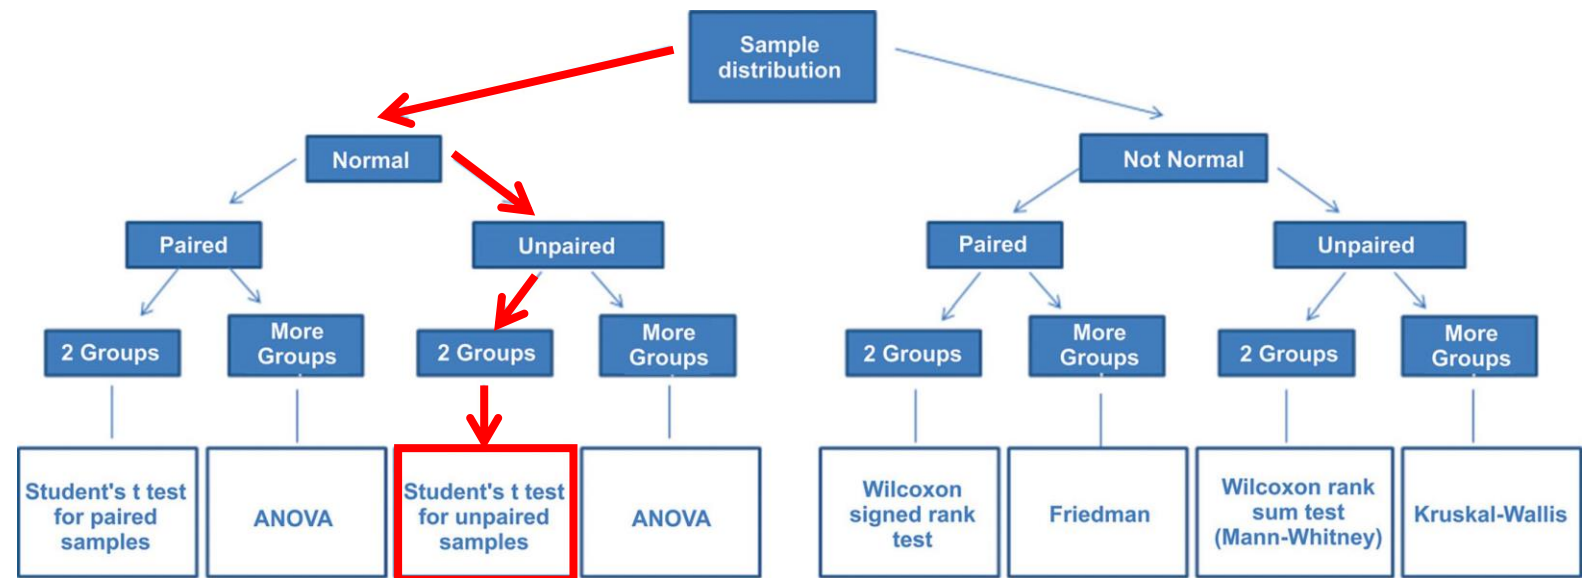 Sample
distribution
Normal
Not Normal
Paired
Unpaired
Paired
Unpaired
2 Groups
More
Groups
2 Groups
More
Groups
2 Groups
More
Groups
2 Groups
More
Groups
Student's t test
for paired
samples
ANOVA
Student's t test
for unpaired
samples
ANOVA
Wilcoxon
signed rank
test
Friedman
Wilcoxon rank
sum test
(Mann-Whitney)
Kruskal-Wallis